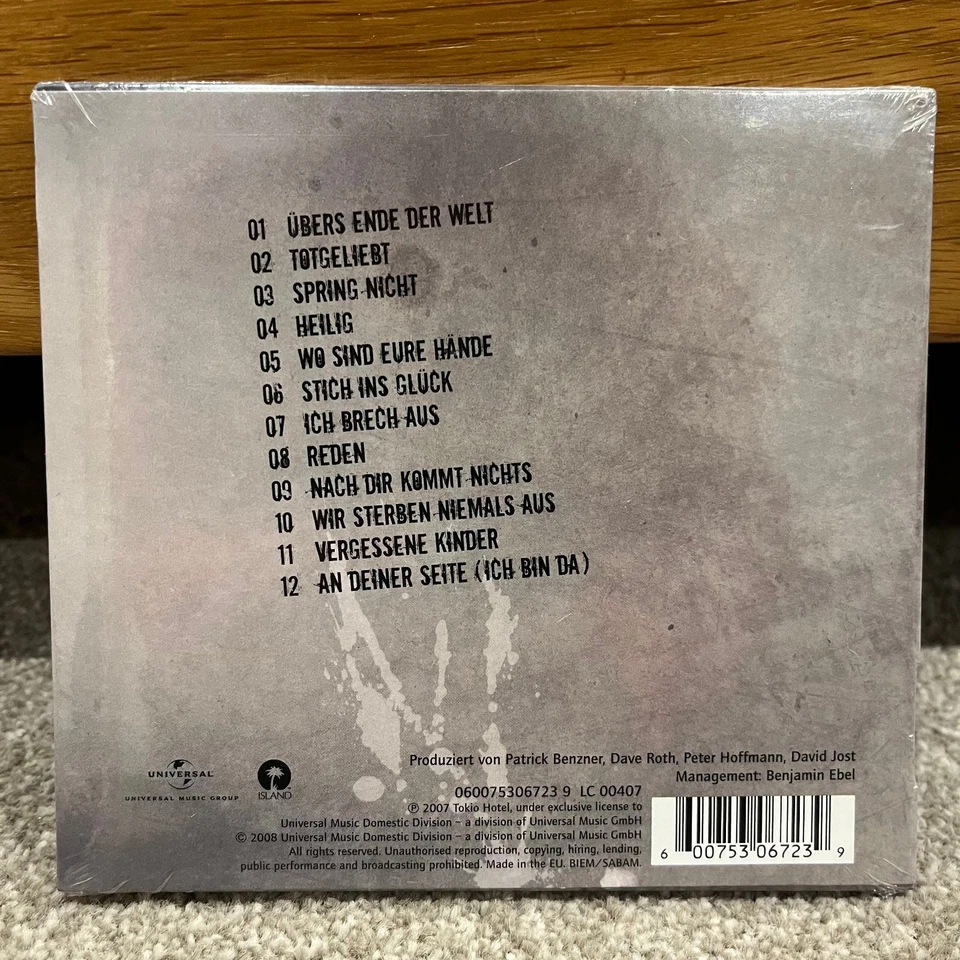 01 ÜBERS ENDE DER WELT
02 TOTGELIEBT
03 SPRING NICHT
04 HEILIG
05 WO SIND EURE HÄNDE
06 STICH INS GLÜCK
07 ICH BRECH AUS
08 REDEN
09 NACH DIR KOMMT NICHTS
10 WIR STERBEN NIEMALS AUS
11 VERGESSENE KINDER
12 AN DEINER SEITE (ICH BIN DA)
UNIVERSAL
UNIVERSAL MUSIC GROUP
ISLAND
Produziert von Patrick Benzner, Dave Roth, Peter Hoffmann, David Jost
Management: Benjamin Ebel
060075306723 9 LC 00407
℗ 2007 Tokio Hotel, under exclusive license to
Universal Music Domestic Division – a division of Universal Music GmbH
© 2008 Universal Music Domestic Division – a division of Universal Music GmbH
All rights reserved. Unauthorised reproduction, copying, hiring, lending,
public performance and broadcasting prohibited. Made in the EU. BIEM/SABAM.
6 00753 06723 9